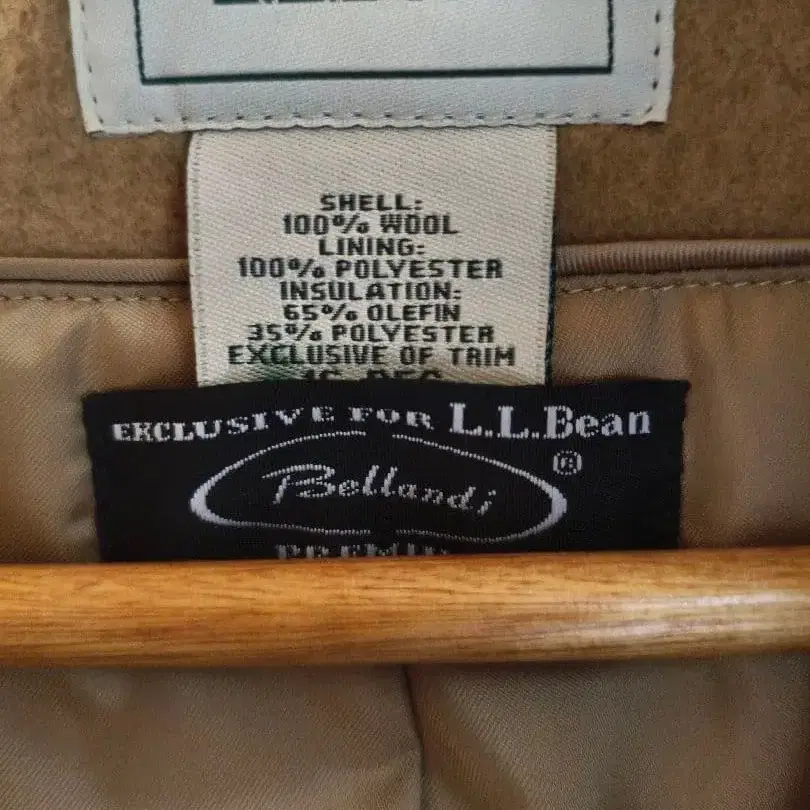 SHELL:
100% WOOL
LINING:
100% POLYESTER
INSULATION:
65% OLEFIN
35% POLYESTER
EXCLUSIVE OF TRIM
EXCLUSIVE FOR L.L.Bean
Bellandi ®